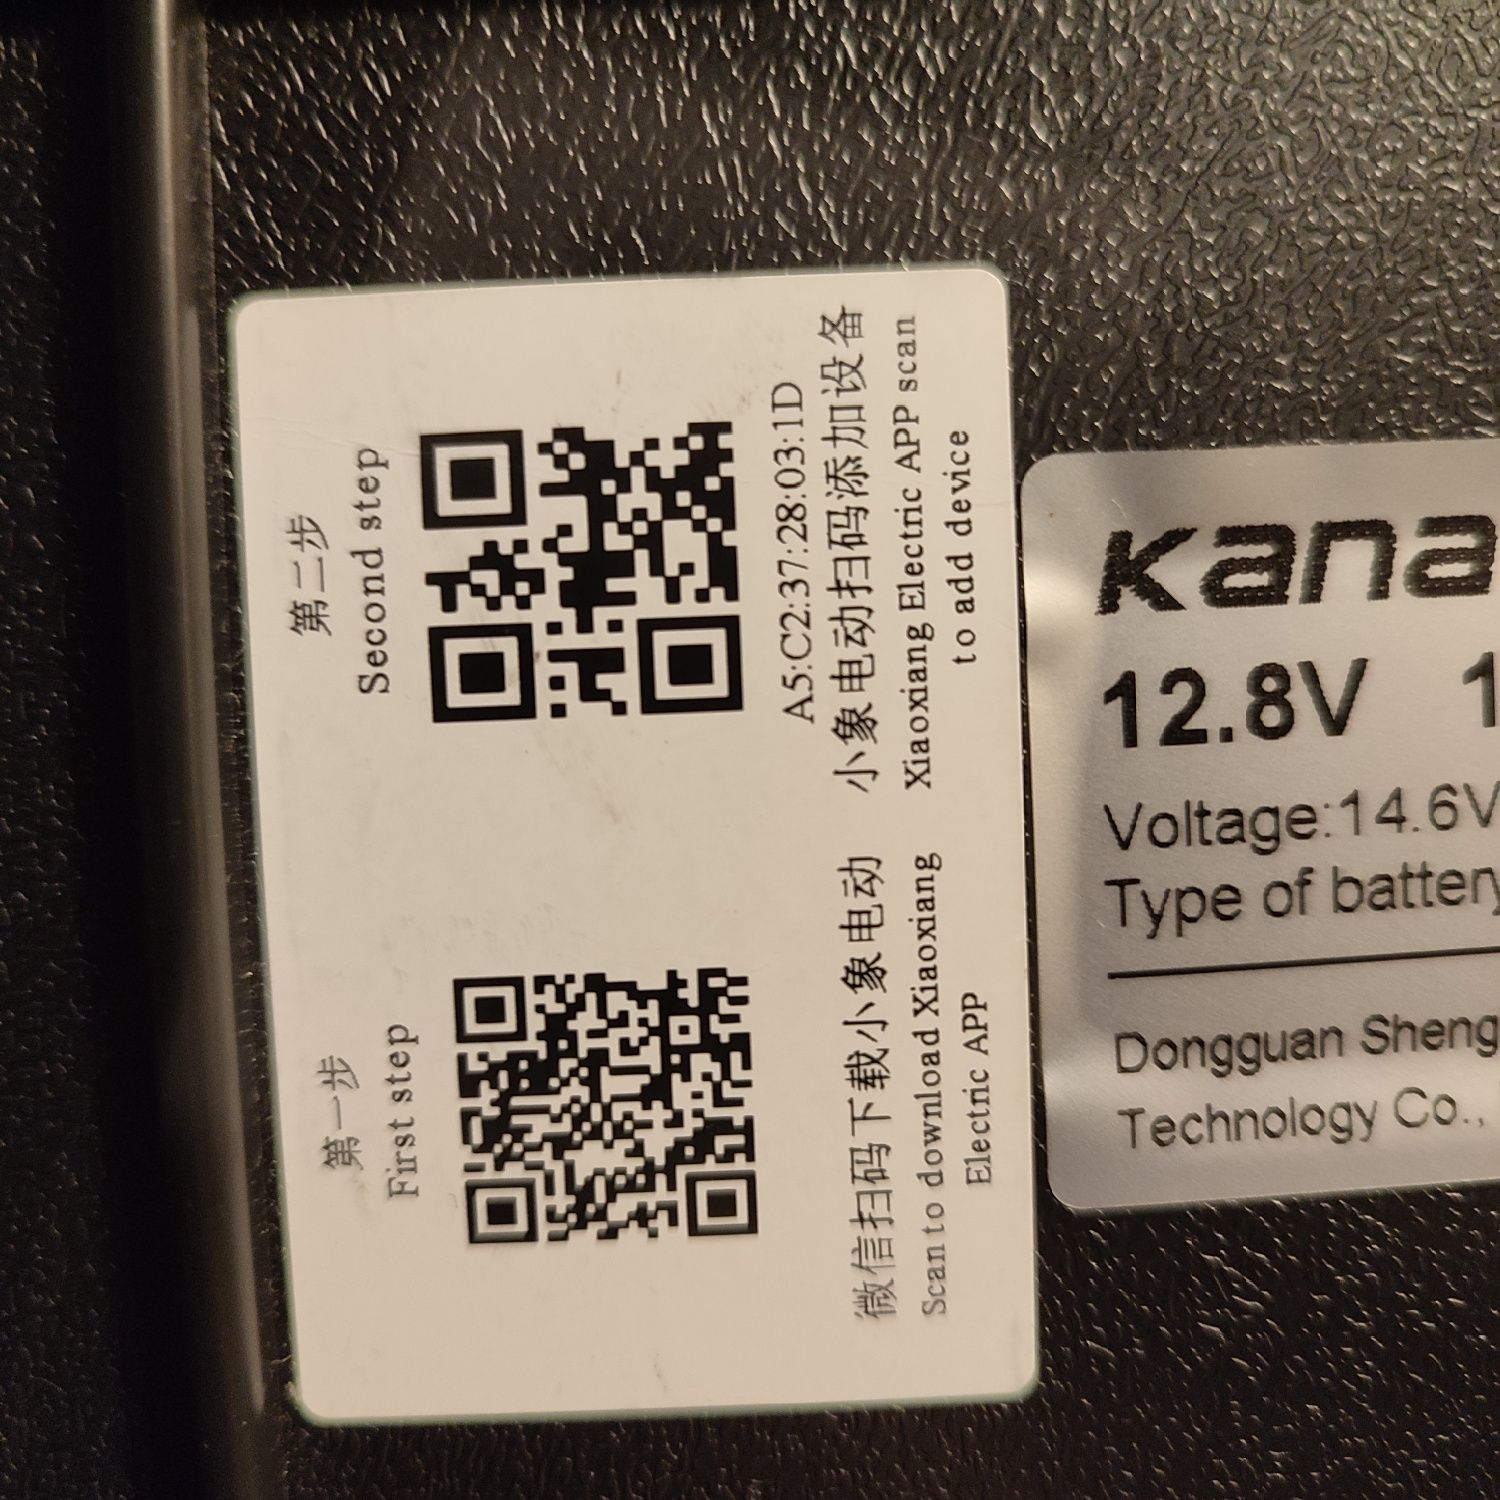 第一步
First step
微信扫码下载小象电动
Scan to download Xiaoxiang
Electric APP
第二步
Second step
A5:C2:37:28:03:1D
小象电动扫码添加设备
Xiaoxiang Electric APP scan
to add device
kana
12.8V 1
Voltage:14.6V
Type of battery
Dongguan Sheng
Technology Co.,